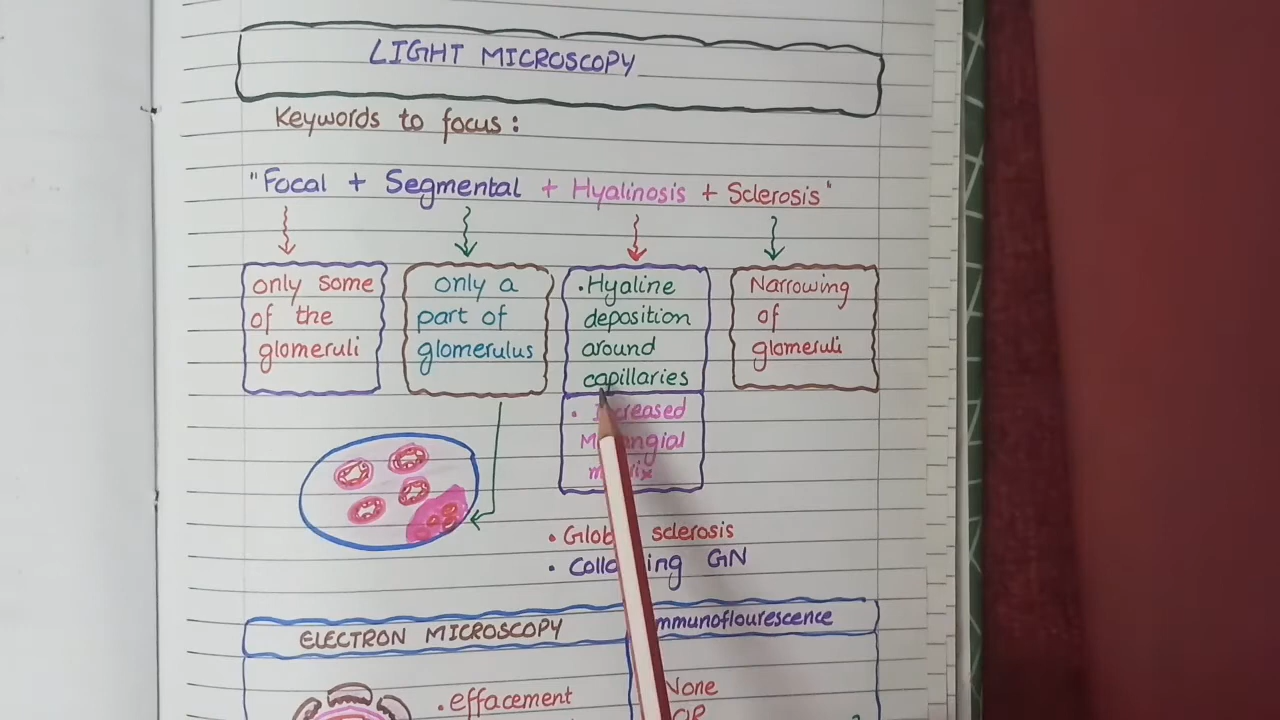 LIGHT MICROSCOPY
Keywords to focus :
"Focal + Segmental + Hyalinosis + Sclerosis"
only some
of the
glomeruli
only a
part of
glomerulus
• Hyaline
deposition
around
capillaries
• Increased
Narrowing
of
glomeruli
• sclerosis
• GN
ELECTRON MICROSCOPY
• effacement
None